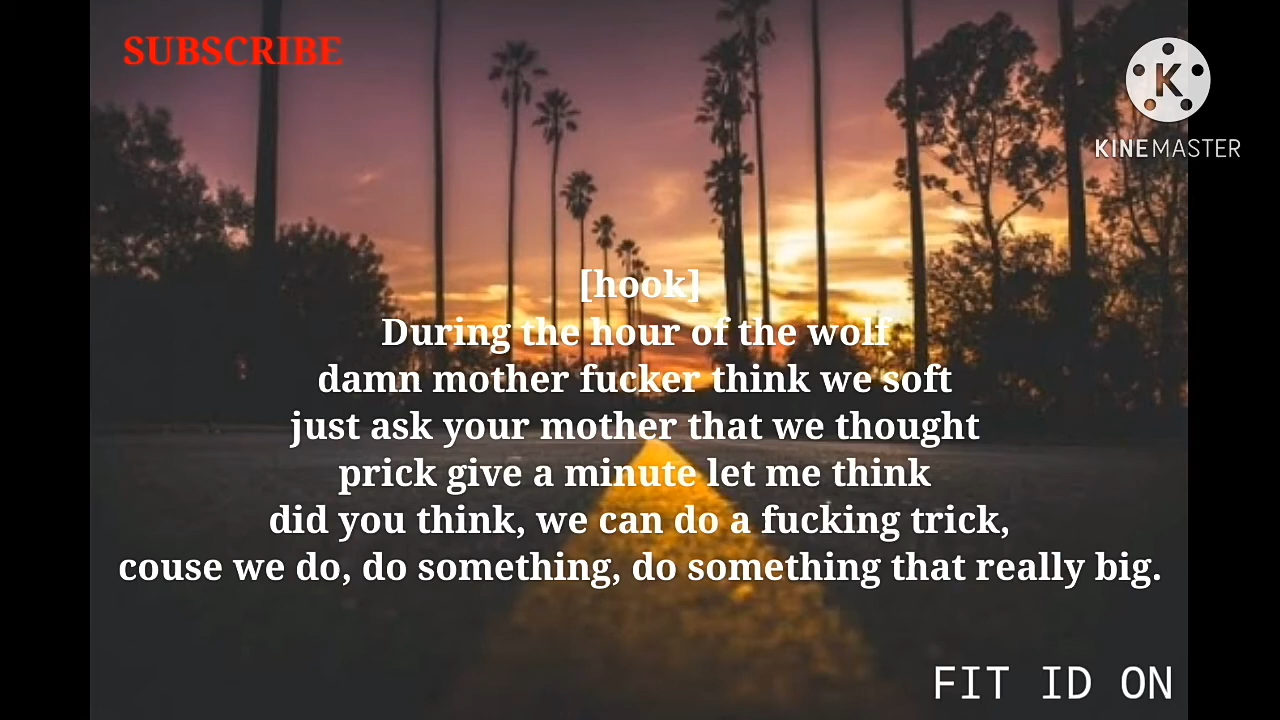 SUBSCRIBE
K
KINEMASTER
[hook]
During the hour of the wolf
damn mother fucker think we soft
just ask your mother that we thought
prick give a minute let me think
did you think, we can do a fucking trick,
couse we do, do something, do something that really big.
FIT ID ON